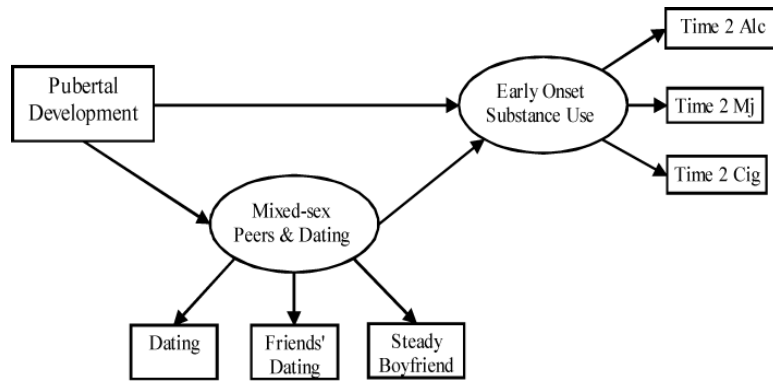 Time 2 Alc
Pubertal
Development
Early Onset
Substance Use
Time 2 Mj
Time 2 Cig
Mixed-sex
Peers & Dating
Dating
Friends'
Dating
Steady
Boyfriend